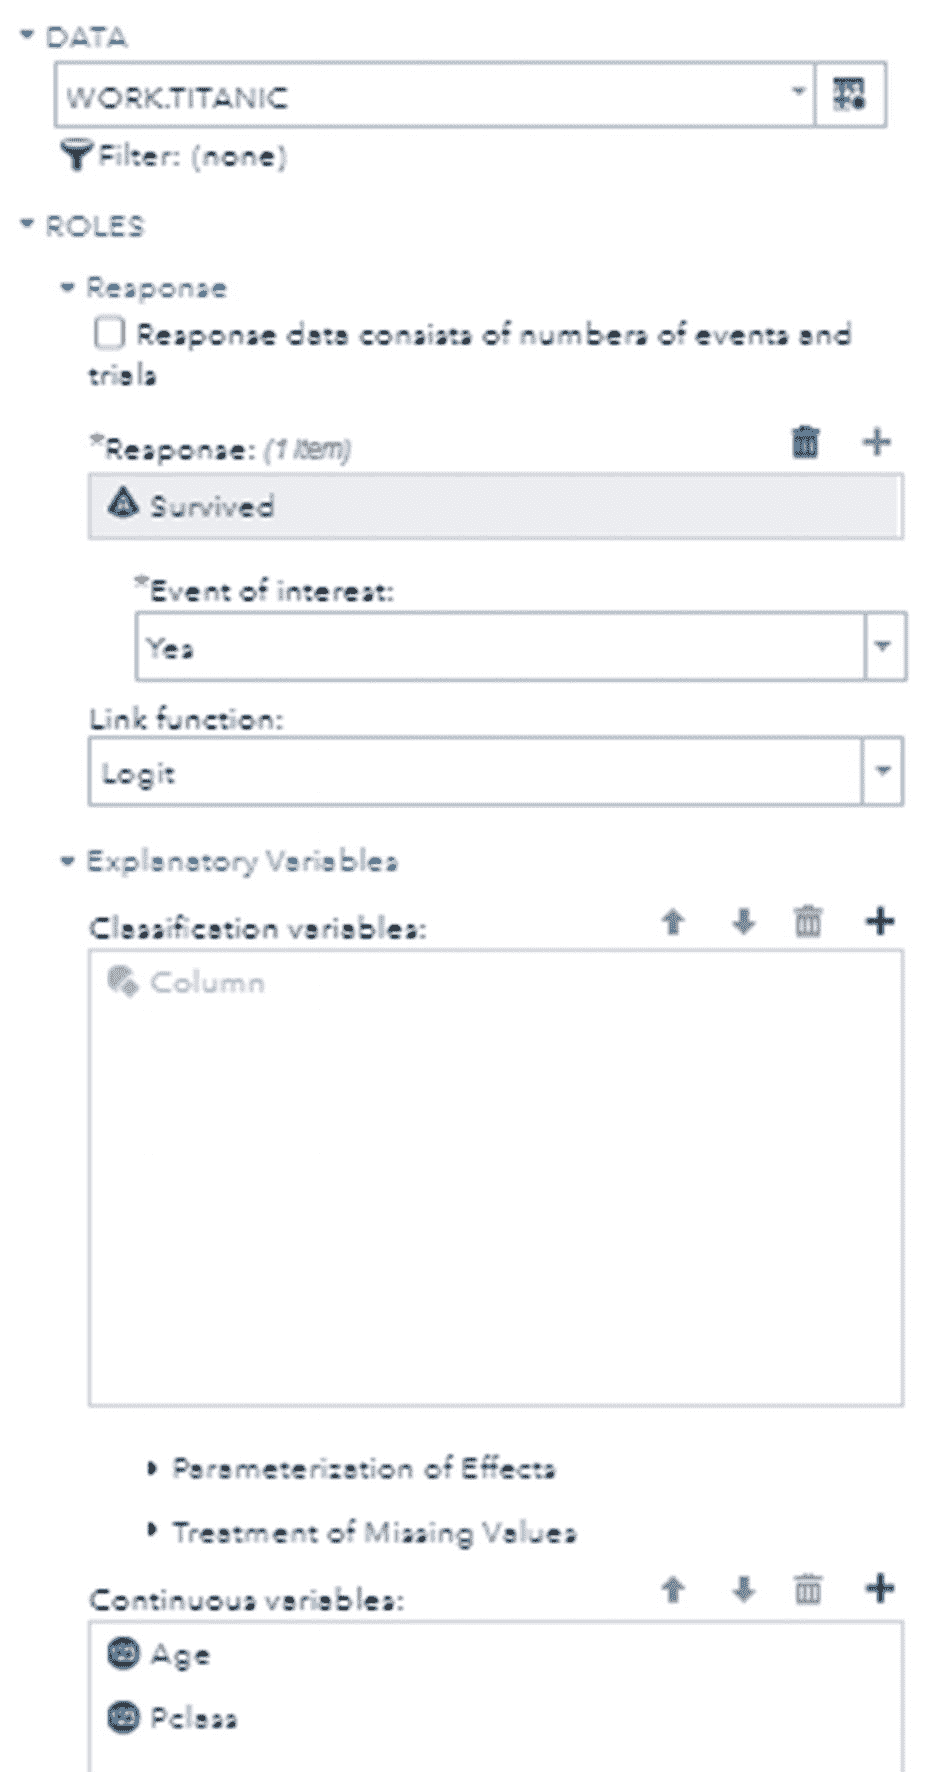 DATA
WORK.TITANIC
Filter: (none)
ROLES
Response
Response data consists of numbers of events and
trials
*Response: (1 item)
Survived
*Event of interest:
Yes
Link function:
Logit
Explanatory Variables
Classification variables:
Column
Parameterization of Effects
Treatment of Missing Values
Continuous variables:
Age
Pclass